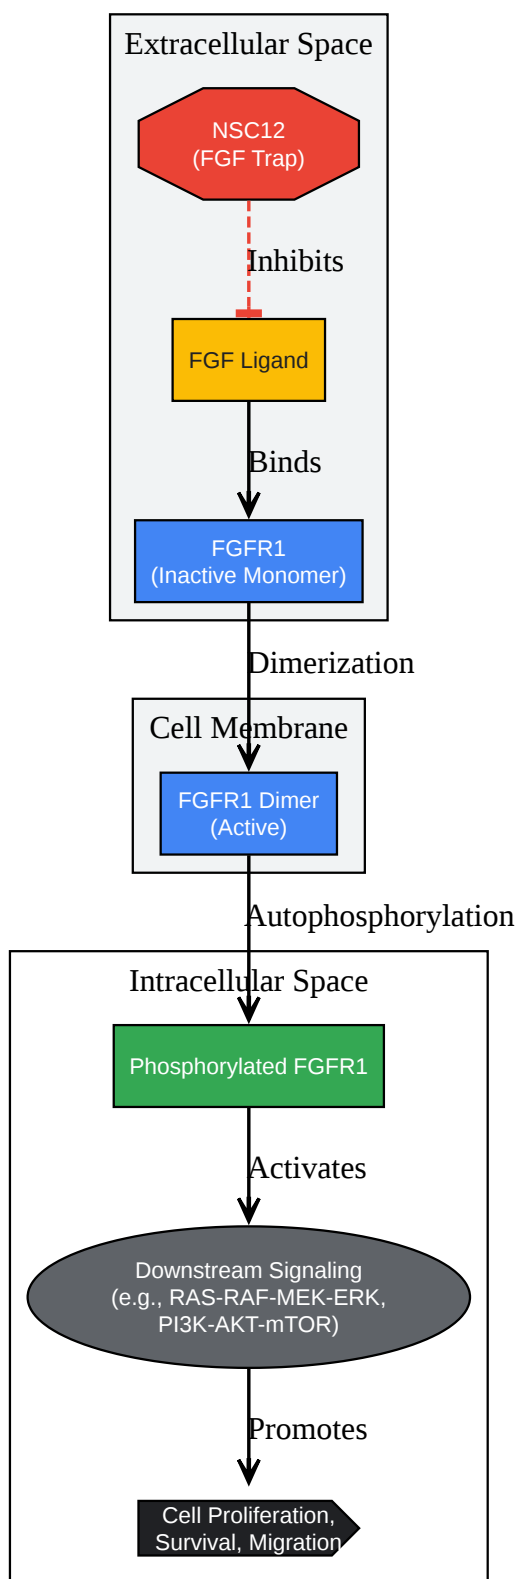 Extracellular Space
NSC12
(FGF Trap)
Inhibits
FGF Ligand
Binds
FGFR1
(Inactive Monomer)
Dimerization
Cell Membrane
FGFR1 Dimer
(Active)
Autophosphorylation
Intracellular Space
Phosphorylated FGFR1
Activates
Downstream Signaling
(e.g., RAS-RAF-MEK-ERK,
PI3K-AKT-mTOR)
Promotes
Cell Proliferation,
Survival, Migration